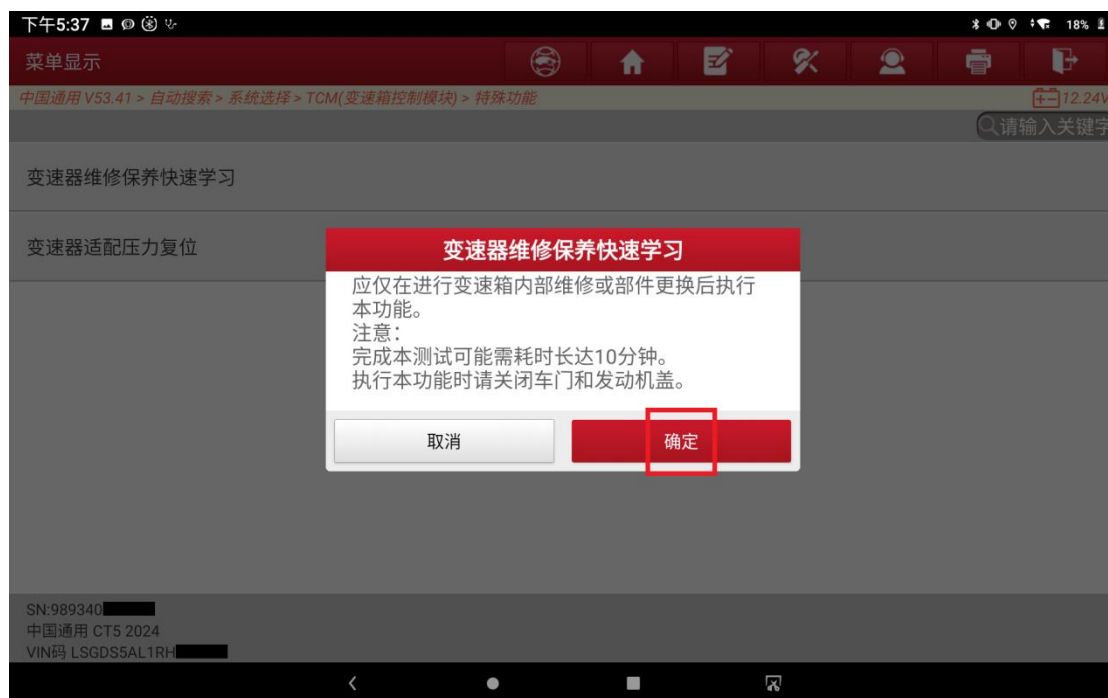 下午5:37
18%
菜单显示
中国通用 V53.41 > 自动搜索 > 系统选择 > TCM(变速箱控制模块) > 特殊功能
12.24V
请输入关键字
变速器维修保养快速学习
变速器适配压力复位
变速器维修保养快速学习
应仅在进行变速箱内部维修或部件更换后执行
本功能。
注意：
完成本测试可能需耗时长达10分钟。
执行本功能时请关闭车门和发动机盖。
取消
确定
SN:989340
中国通用 CT5 2024
VIN码 LSGDS5AL1RH